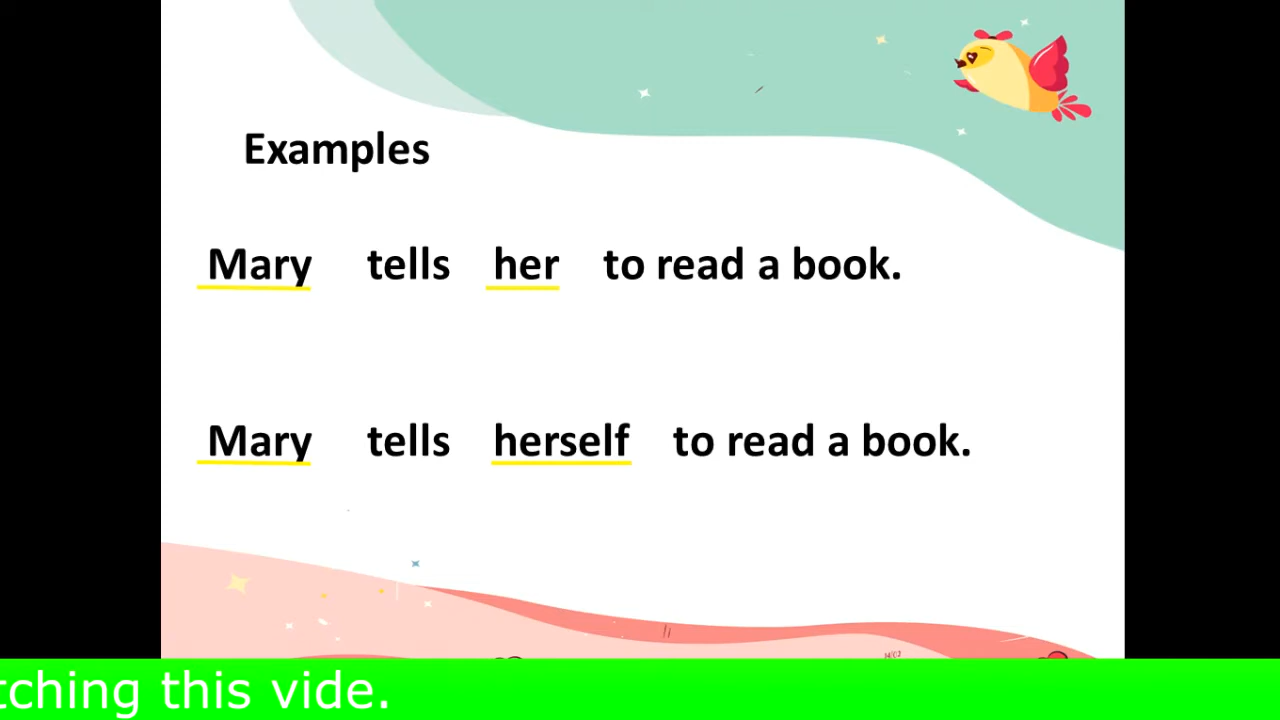 Examples
Mary tells her to read a book.
Mary tells herself to read a book.
tching this vide.